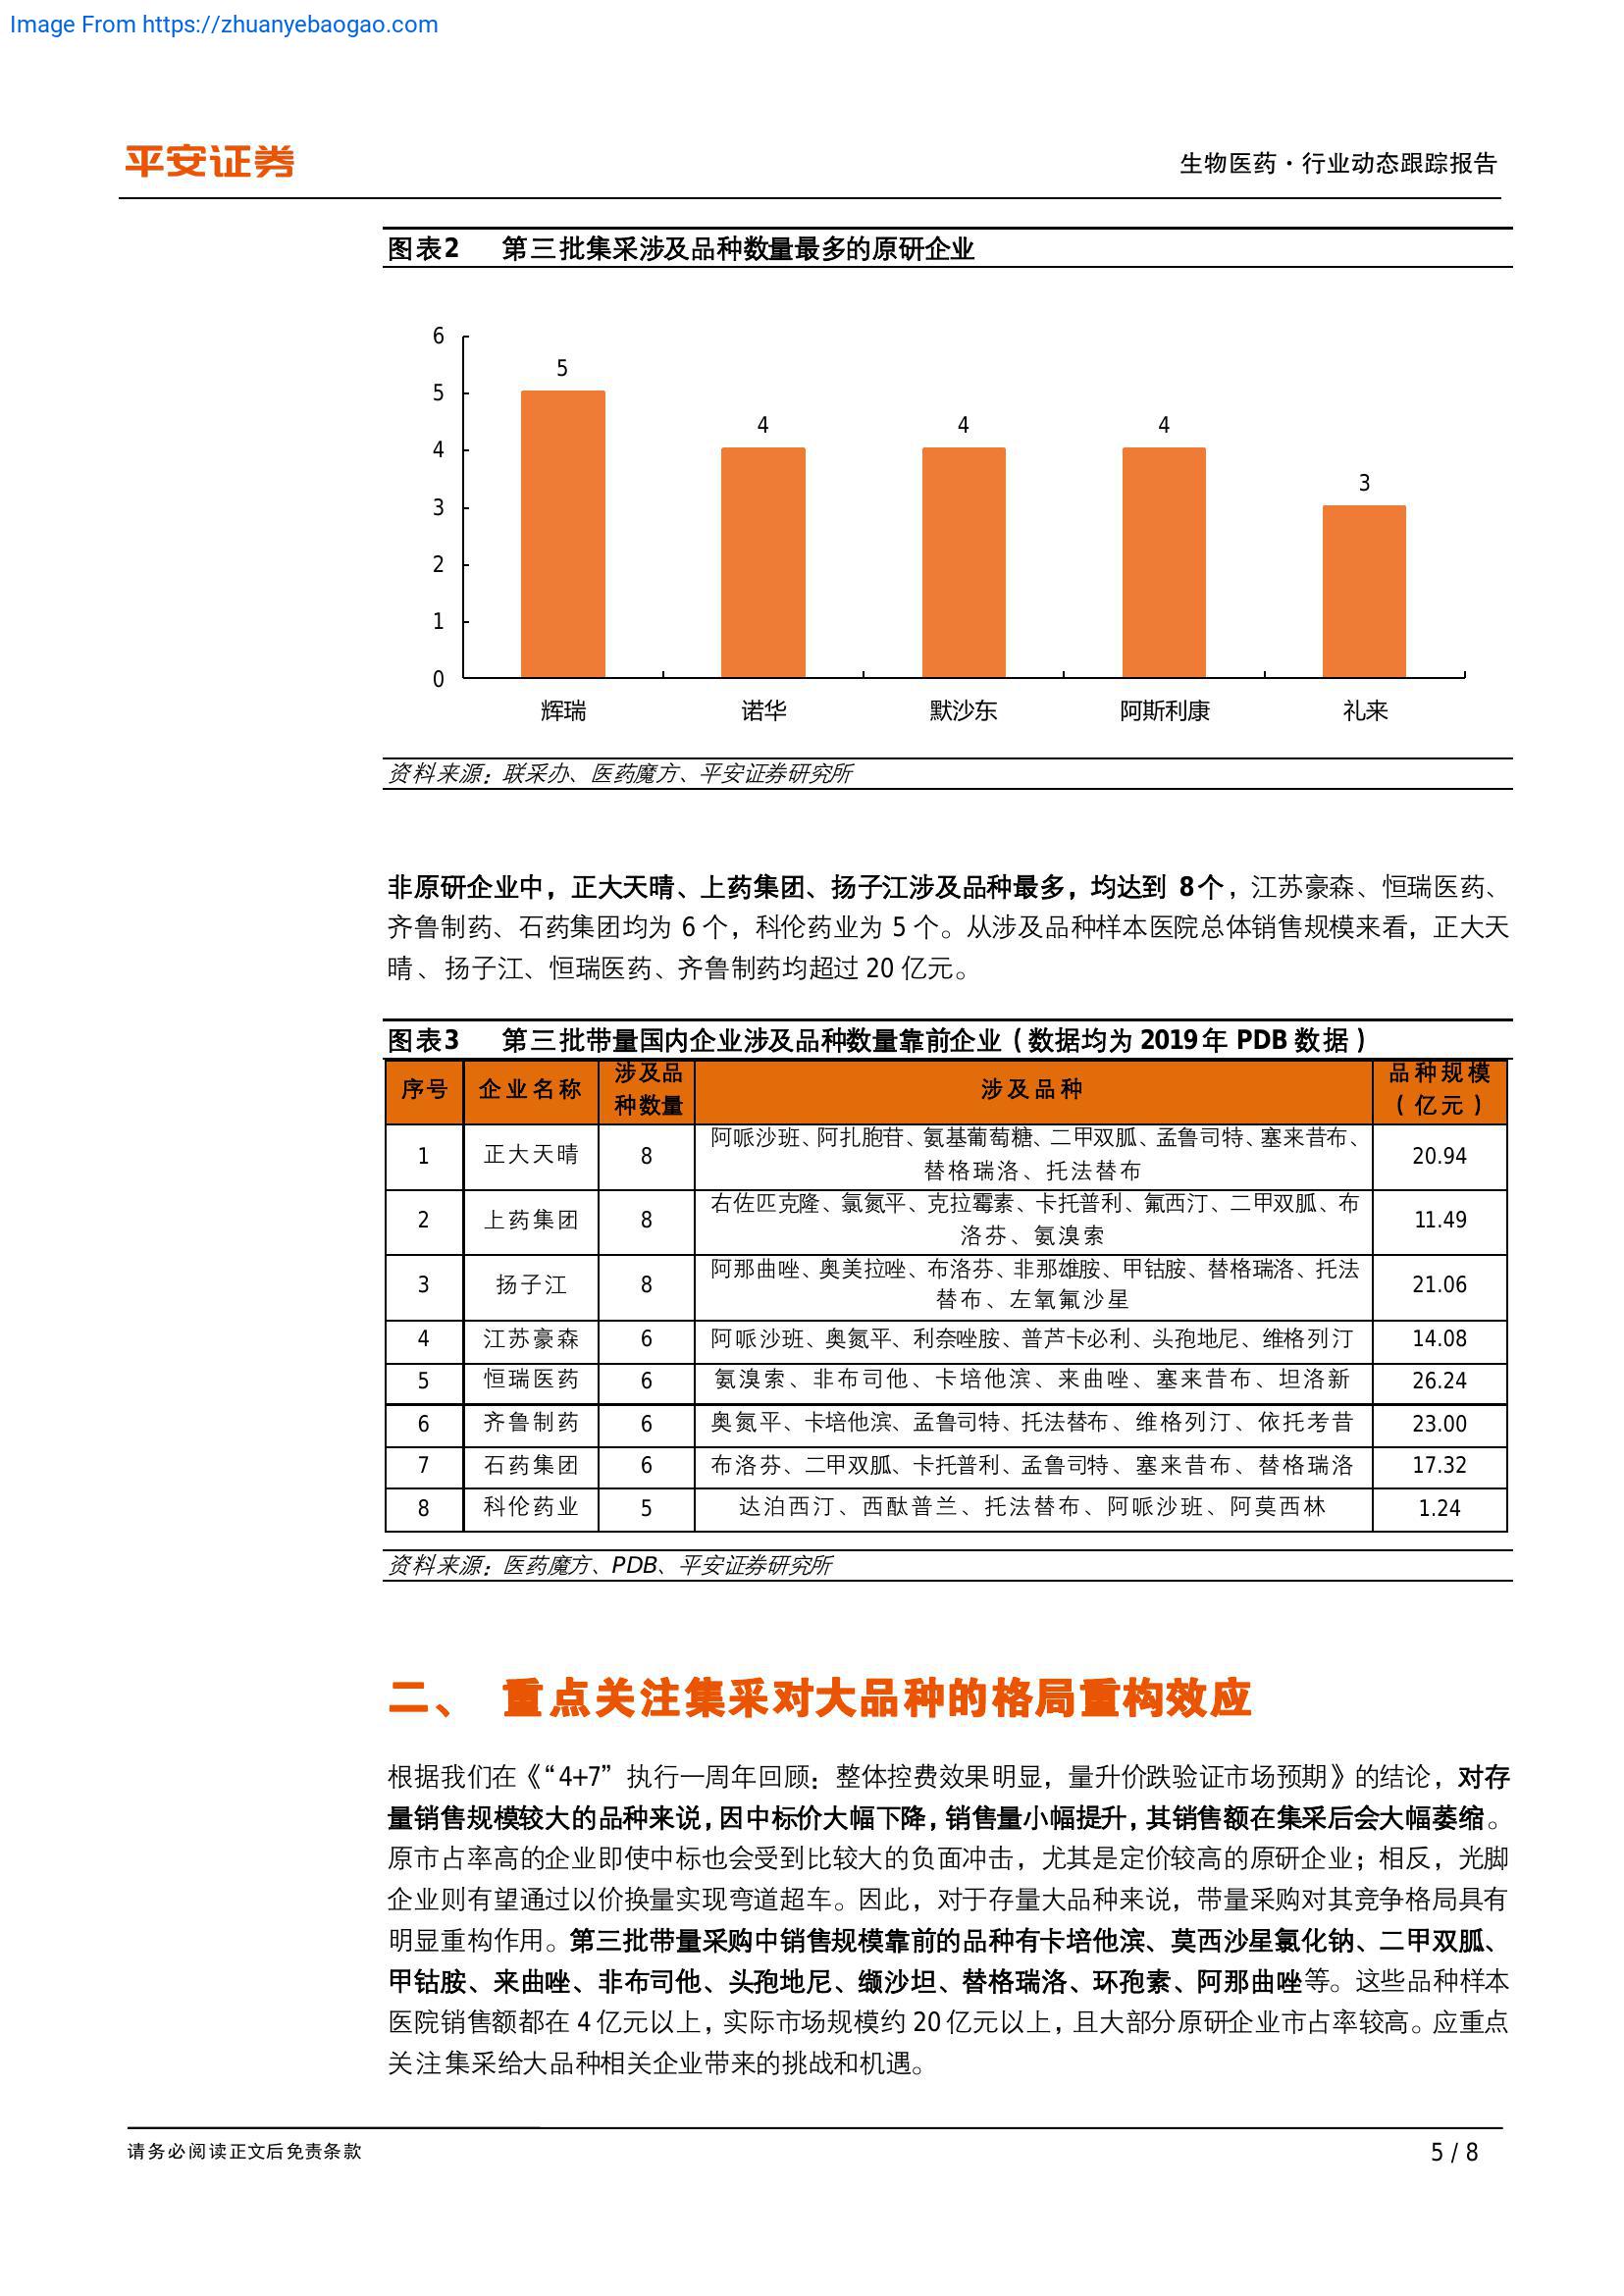 Image From https://zhuanyebaogao.com
平安证券
生物医药·行业动态跟踪报告
图表2 第三批集采涉及品种数量最多的原研企业
6
5
4
3
2
1
0
5
4
4
4
3
辉瑞 诺华 默沙东 阿斯利康 礼来
资料来源：联采办、医药魔方、平安证券研究所
非原研企业中，正大天晴、上药集团、扬子江涉及品种最多，均达到 8个，江苏豪森、恒瑞医药、
齐鲁制药、石药集团均为 6 个，科伦药业为 5 个。从涉及品种样本医院总体销售规模来看，正大天
晴、扬子江、恒瑞医药、齐鲁制药均超过 20 亿元。
图表3 第三批带量国内企业涉及品种数量靠前企业（数据均为 2019年 PDB 数据）
序号 企业名称 涉及品种数量 涉及品种 品种规模（亿元）
1 正大天晴 8 阿哌沙班、阿扎胞苷、氨基葡萄糖、二甲双胍、孟鲁司特、塞来昔布、
替格瑞洛、托法替布 20.94
2 上药集团 8 右佐匹克隆、氯氮平、克拉霉素、卡托普利、氟西汀、二甲双胍、布
洛芬、氨溴索 11.49
3 扬子江 8 阿那曲唑、奥美拉唑、布洛芬、非那雄胺、甲钴胺、替格瑞洛、托法
替布、左氧氟沙星 21.06
4 江苏豪森 6 阿哌沙班、奥氮平、利奈唑胺、普芦卡必利、头孢地尼、维格列汀 14.08
5 恒瑞医药 6 氨溴索、非布司他、卡培他滨、来曲唑、塞来昔布、坦洛新 26.24
6 齐鲁制药 6 奥氮平、卡培他滨、孟鲁司特、托法替布、维格列汀、依托考昔 23.00
7 石药集团 6 布洛芬、二甲双胍、卡托普利、孟鲁司特、塞来昔布、替格瑞洛 17.32
8 科伦药业 5 达泊西汀、西酞普兰、托法替布、阿哌沙班、阿莫西林 1.24
资料来源：医药魔方、PDB、平安证券研究所
二、 重点关注集采对大品种的格局重构效应
根据我们在《“4+7”执行一周年回顾：整体控费效果明显，量升价跌验证市场预期》的结论，对存
量销售规模较大的品种来说，因中标价大幅下降，销售量小幅提升，其销售额在集采后会大幅萎缩。
原市占率高的企业即使中标也会受到比较大的负面冲击，尤其是定价较高的原研企业；相反，光脚
企业则有望通过以价换量实现弯道超车。因此，对于存量大品种来说，带量采购对其竞争格局具有
明显重构作用。第三批带量采购中销售规模靠前的品种有卡培他滨、莫西沙星氯化钠、二甲双胍、
甲钴胺、来曲唑、非布司他、头孢地尼、缬沙坦、替格瑞洛、环孢素、阿那曲唑等。这些品种样本
医院销售额都在 4 亿元以上，实际市场规模约 20 亿元以上，且大部分原研企业市占率较高。应重点
关注集采给大品种相关企业带来的挑战和机遇。
请务必阅读正文后免责条款
5 / 8